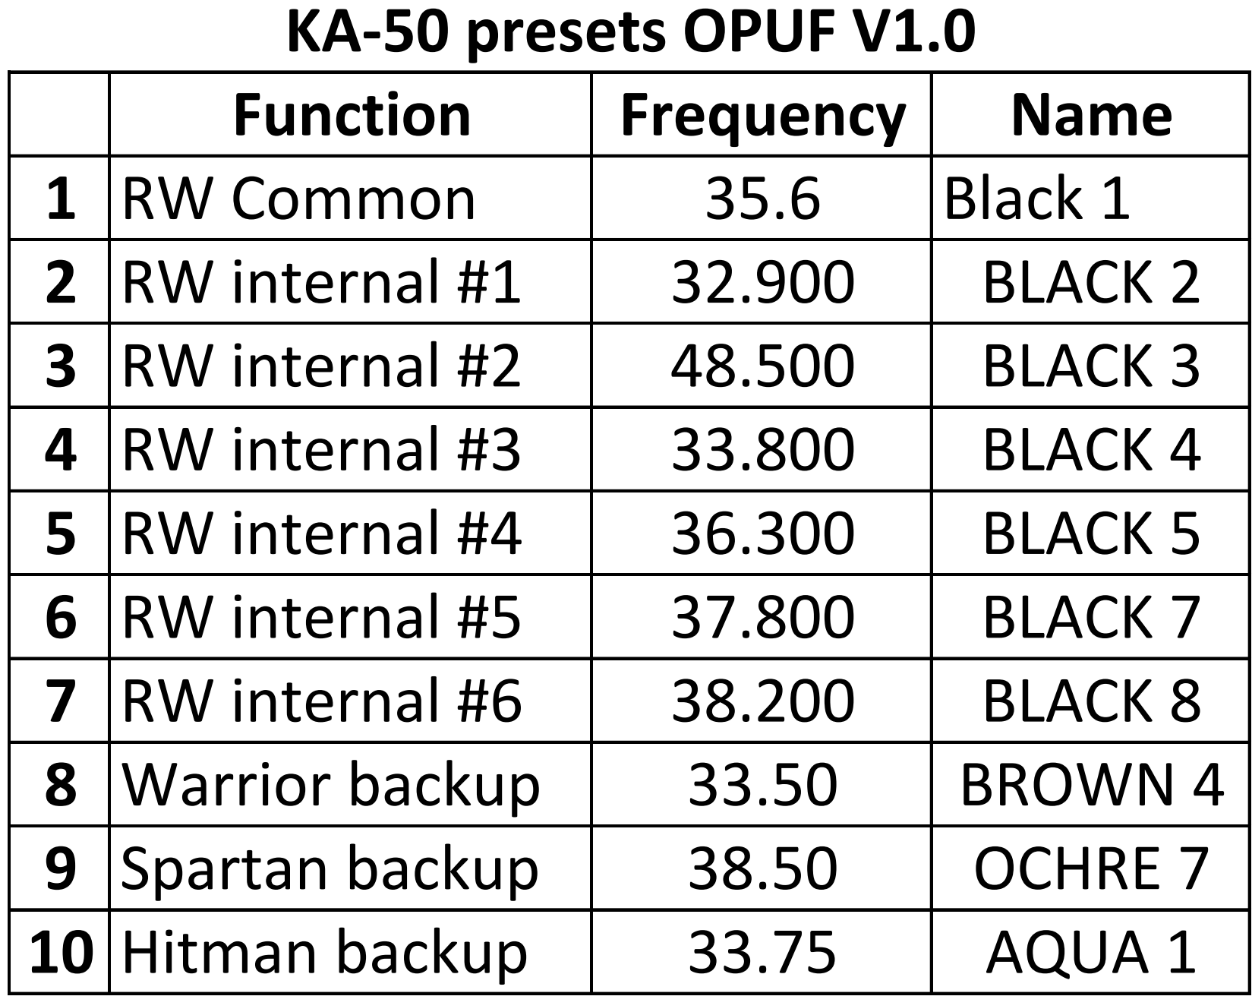 KA-50 presets OPUF V1.0
Function Frequency Name
1 RW Common 35.6 Black 1
2 RW internal #1 32.900 BLACK 2
3 RW internal #2 48.500 BLACK 3
4 RW internal #3 33.800 BLACK 4
5 RW internal #4 36.300 BLACK 5
6 RW internal #5 37.800 BLACK 7
7 RW internal #6 38.200 BLACK 8
8 Warrior backup 33.50 BROWN 4
9 Spartan backup 38.50 OCHRE 7
10 Hitman backup 33.75 AQUA 1